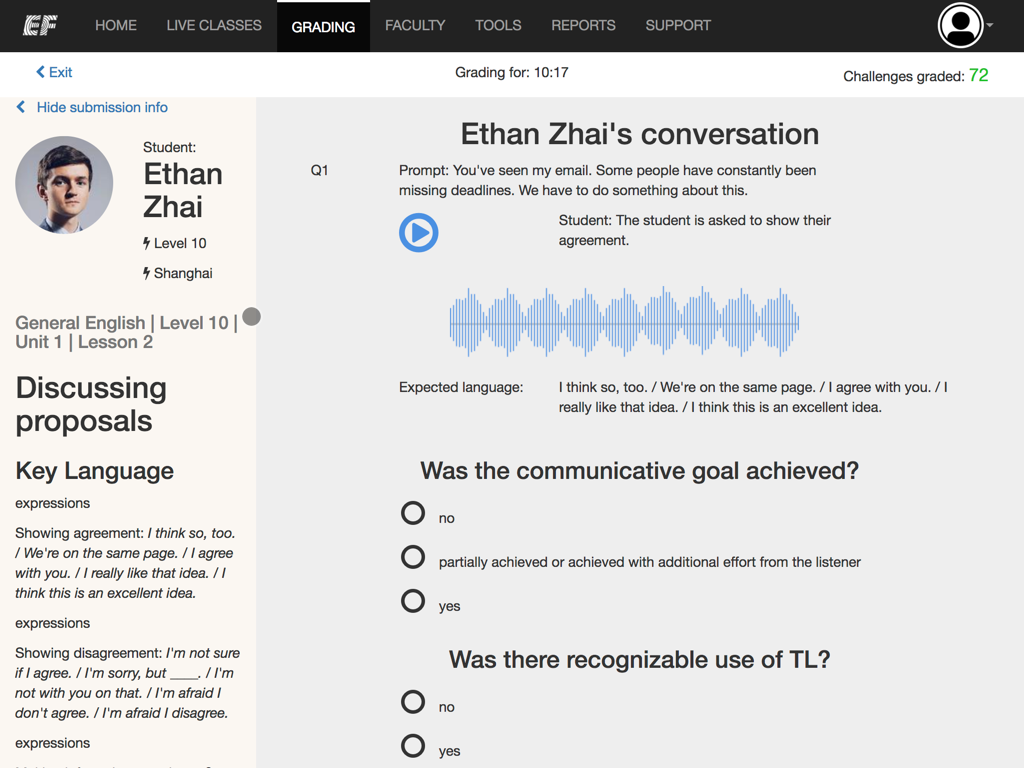 EF
HOME
LIVE CLASSES
GRADING
FACULTY
TOOLS
REPORTS
SUPPORT
Exit
Grading for: 10:17
Challenges graded: 72
Hide submission info
Student:
Ethan
Zhai
Level 10
Shanghai
General English | Level 10 |
Unit 1 | Lesson 2
Discussing
proposals
Key Language
expressions
Showing agreement: I think so, too.
/ We're on the same page. / I agree
with you. / I really like that idea. / I
think this is an excellent idea.
expressions
Showing disagreement: I'm not sure
if I agree. / I'm sorry, but ____. / I'm
not with you on that. / I'm afraid I
don't agree. / I'm afraid I disagree.
expressions
Ethan Zhai's conversation
Q1
Prompt: You've seen my email. Some people have constantly been
missing deadlines. We have to do something about this.
Student: The student is asked to show their
agreement.
Expected language:
I think so, too. / We're on the same page. / I agree with you. / I
really like that idea. / I think this is an excellent idea.
Was the communicative goal achieved?
no
partially achieved or achieved with additional effort from the listener
yes
Was there recognizable use of TL?
no
yes